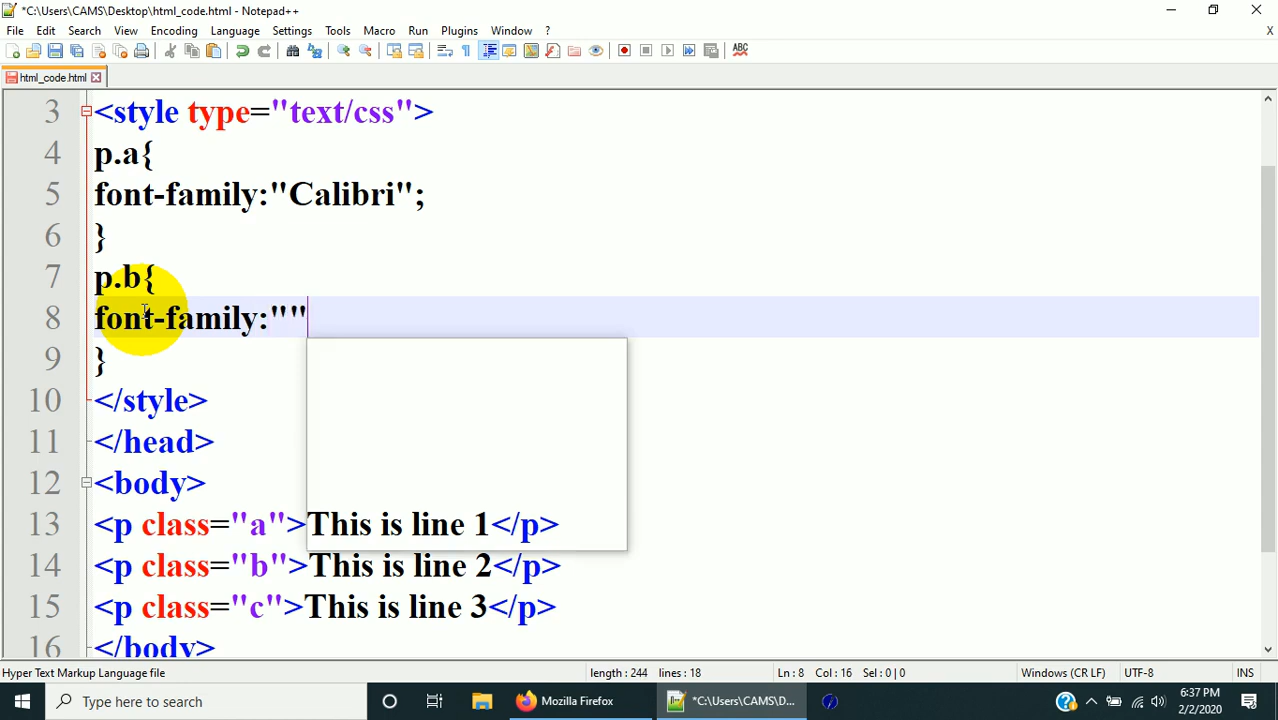 *C:\Users\CAMS\Desktop\html_code.html - Notepad++
File Edit Search View Encoding Language Settings Tools Macro Run Plugins Window ? X
ABC
html_code.html
3 <style type="text/css">
4 p.a{
5 font-family:"Calibri";
6 }
7 p.b{
8 font-family:""
9 }
10 </style>
11 </head>
12 <body>
13 <p class="a">This is line 1</p>
14 <p class="b">This is line 2</p>
15 <p class="c">This is line 3</p>
16 </body>
Hyper Text Markup Language file length : 244 lines : 18 Ln : 8 Col : 16 Sel : 0 | 0 Windows (CR LF) UTF-8 INS
Type here to search Mozilla Firefox *C:\Users\CAMS\D... 6:37 PM
2/2/2020